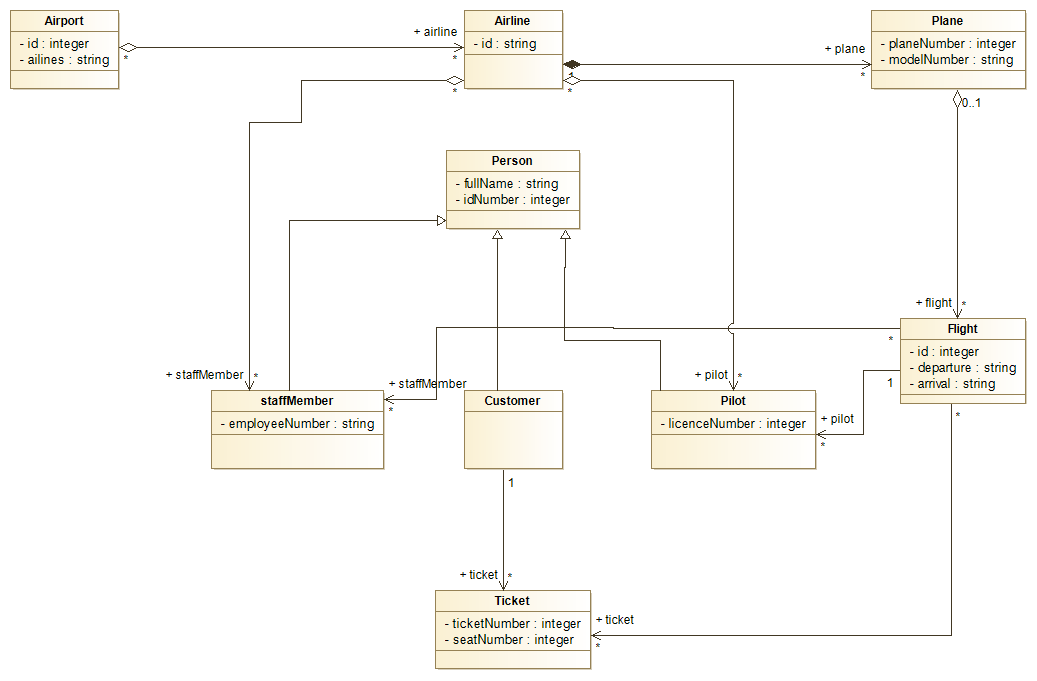 Airport
- id : integer
- ailines : string
*
+ airline
*
Airline
- id : string
*
1
*
+ plane
*
Plane
- planeNumber : integer
- modelNumber : string
0..1
Person
- fullName : string
- idNumber : integer
+ flight
*
Flight
- id : integer
- departure : string
- arrival : string
*
1
*
+ staffMember
*
staffMember
- employeeNumber : string
+ staffMember
*
Customer
1
+ pilot
*
Pilot
- licenceNumber : integer
+ pilot
*
+ ticket
*
Ticket
- ticketNumber : integer
- seatNumber : integer
+ ticket
*